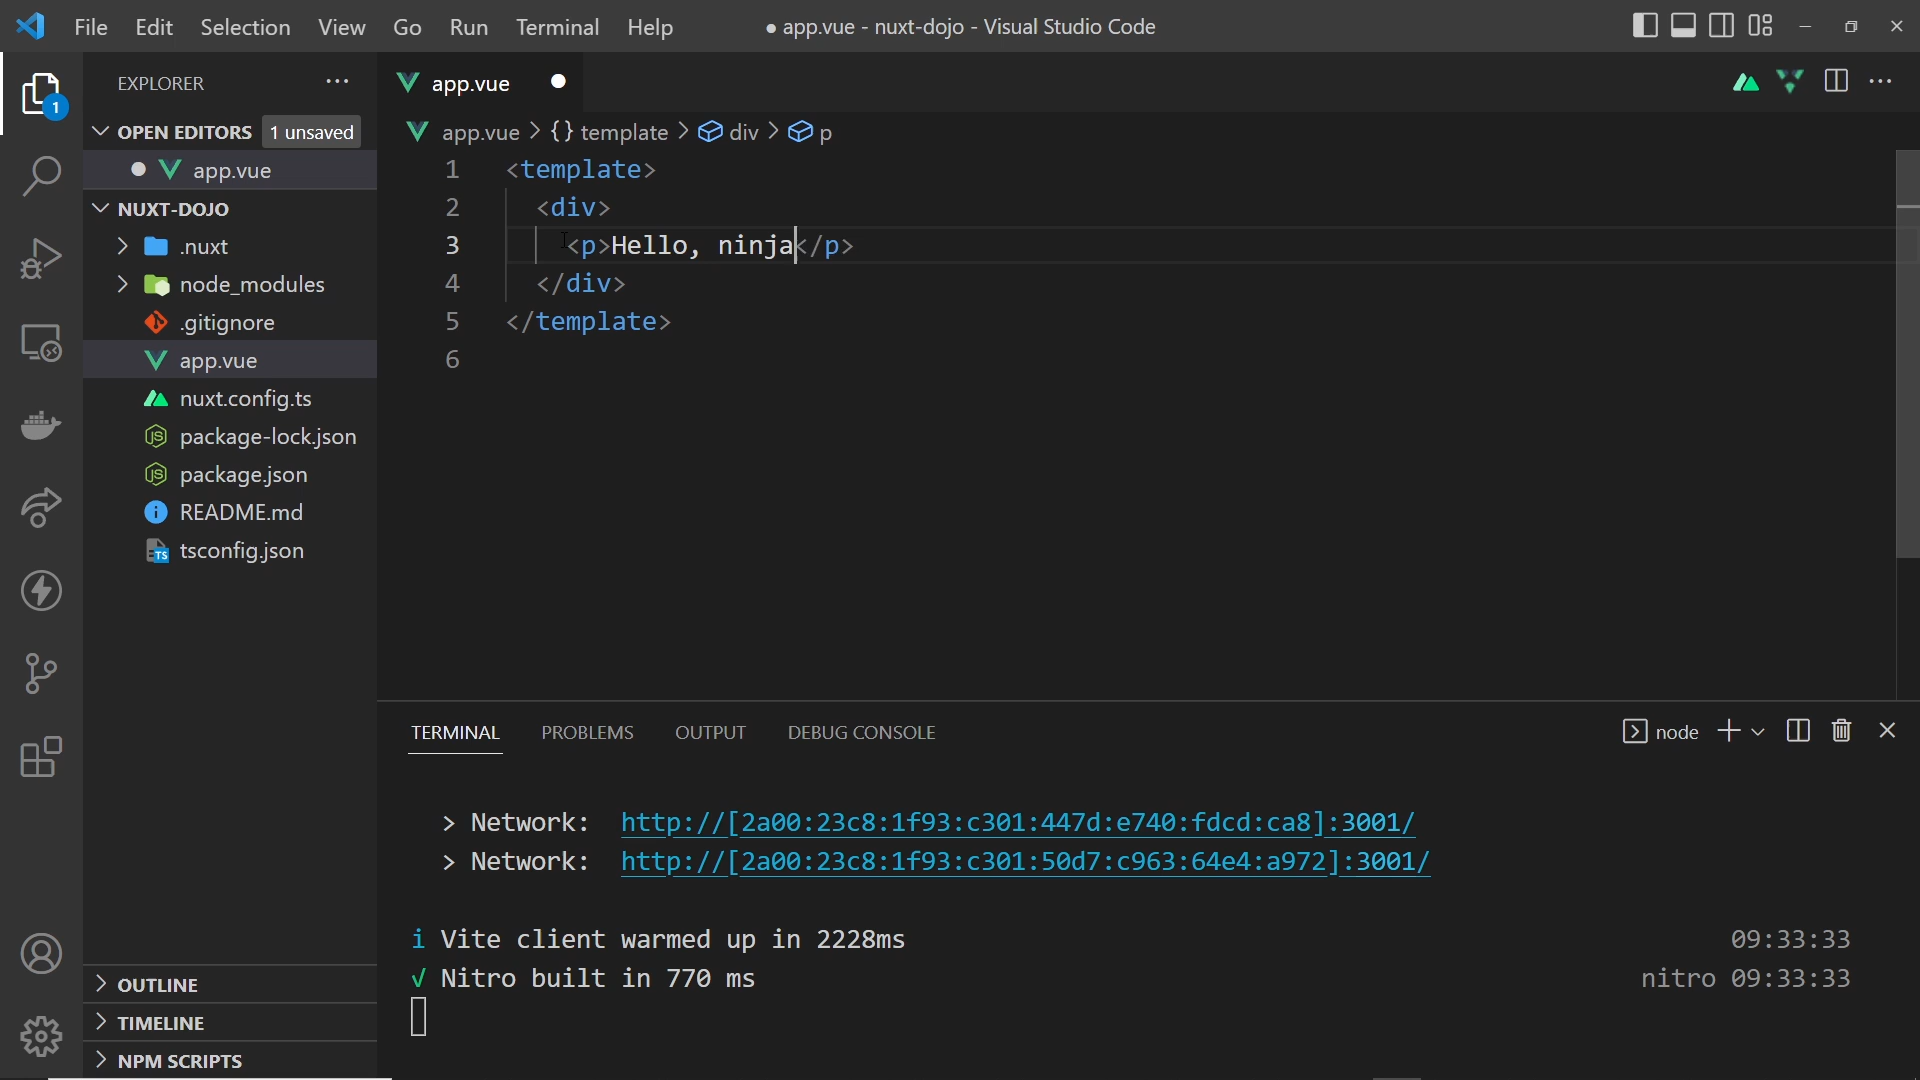 File Edit Selection View Go Run Terminal Help
● app.vue - nuxt-dojo - Visual Studio Code
1
EXPLORER
OPEN EDITORS 1 unsaved
app.vue
NUXT-DOJO
.nuxt
node_modules
.gitignore
app.vue
nuxt.config.ts
package-lock.json
package.json
README.md
tsconfig.json
OUTLINE
TIMELINE
NPM SCRIPTS
app.vue
app.vue > {} template > div > p
1 <template>
2 <div>
3 <p>Hello, ninja</p>
4 </div>
5 </template>
6
TERMINAL PROBLEMS OUTPUT DEBUG CONSOLE
node
> Network: http://[2a00:23c8:1f93:c301:447d:e740:fdcd:ca8]:3001/
> Network: http://[2a00:23c8:1f93:c301:50d7:c963:64e4:a972]:3001/
i Vite client warmed up in 2228ms 09:33:33
√ Nitro built in 770 ms nitro 09:33:33